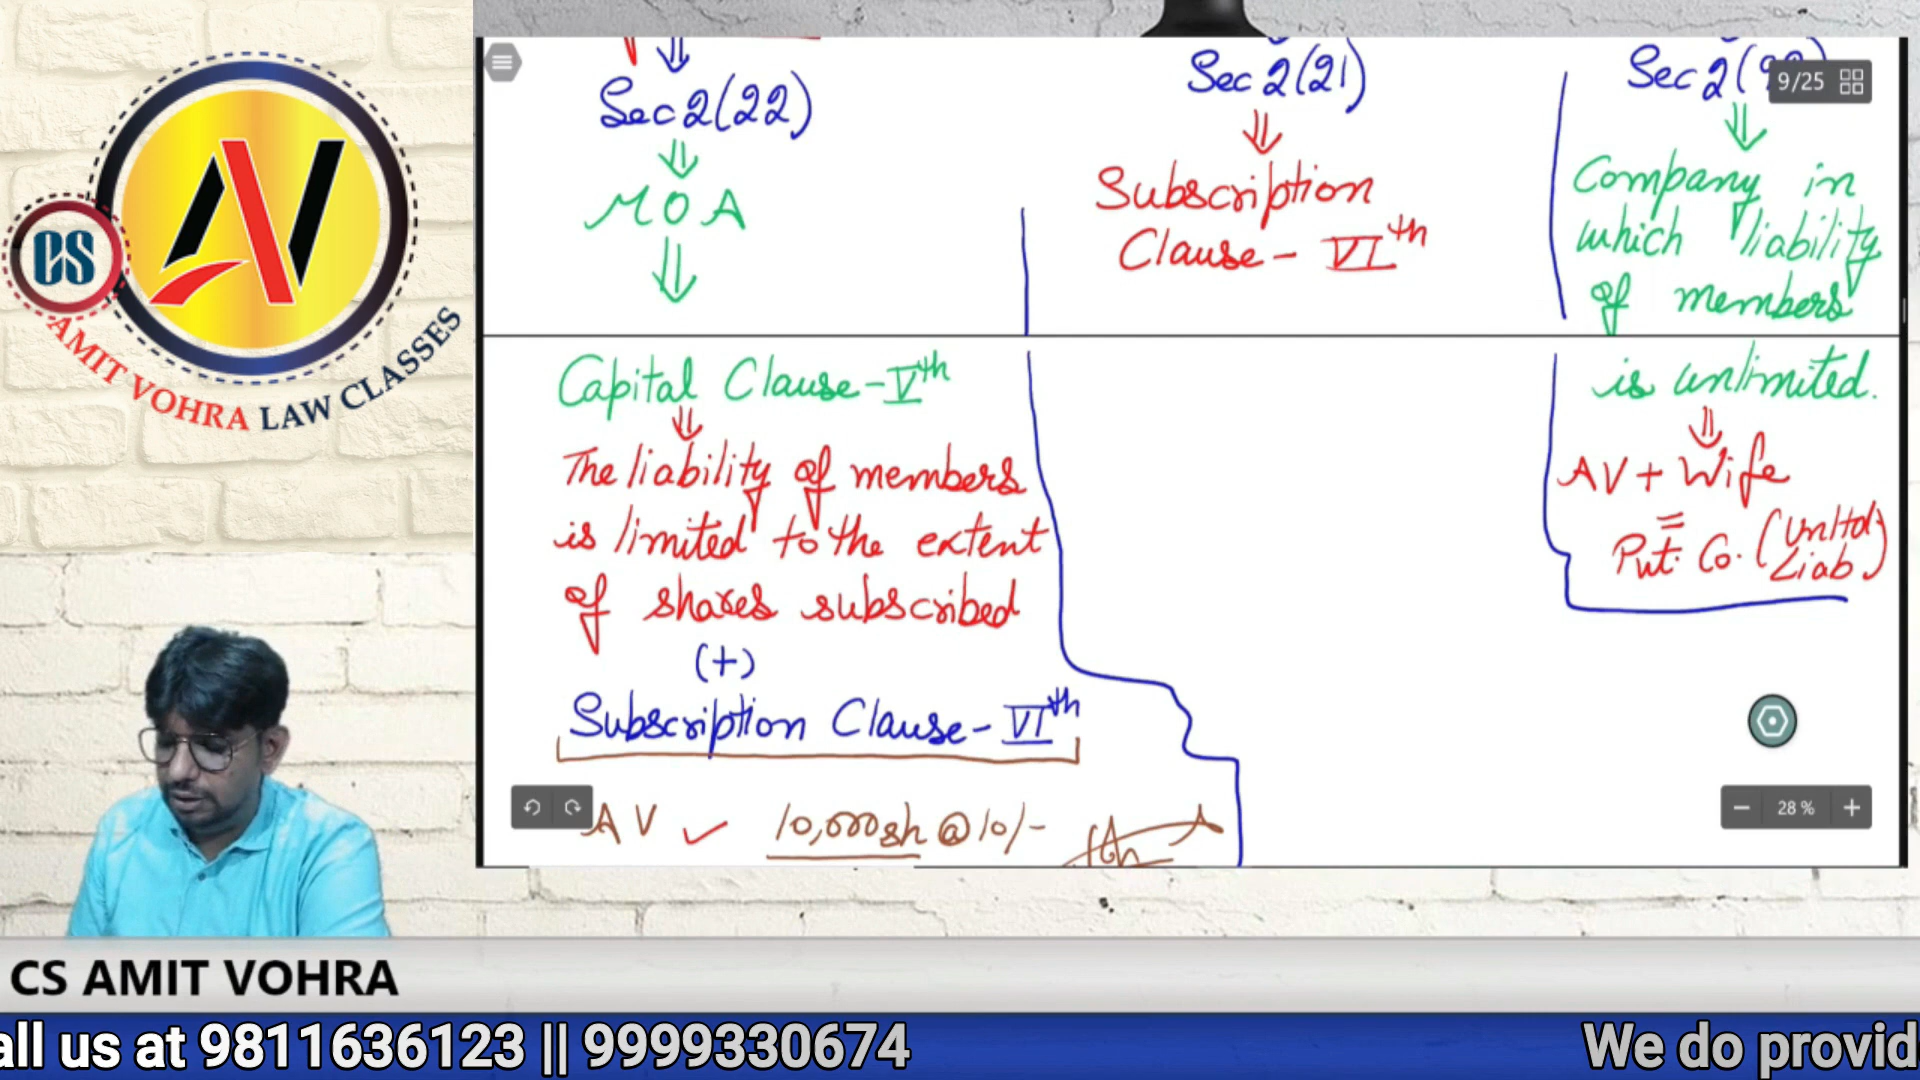 Sec 2(22)
MOA
Capital Clause - Vth
The liability of members
is limited to the extent
of shares subscribed
(+)
Subscription Clause - VIth
AV ✓ 10,000 sh @ 10/-
Sec 2(21)
Subscription
Clause - VIth
Sec 2(
Company in
which liability
of members
is unlimited.
AV + Wife
=
Pvt. Co. (Unltd.
Liab)
9/25
28 %
CS
AV
AMIT VOHRA LAW CLASSES
CS AMIT VOHRA
all us at 9811636123 || 9999330674
We do provid